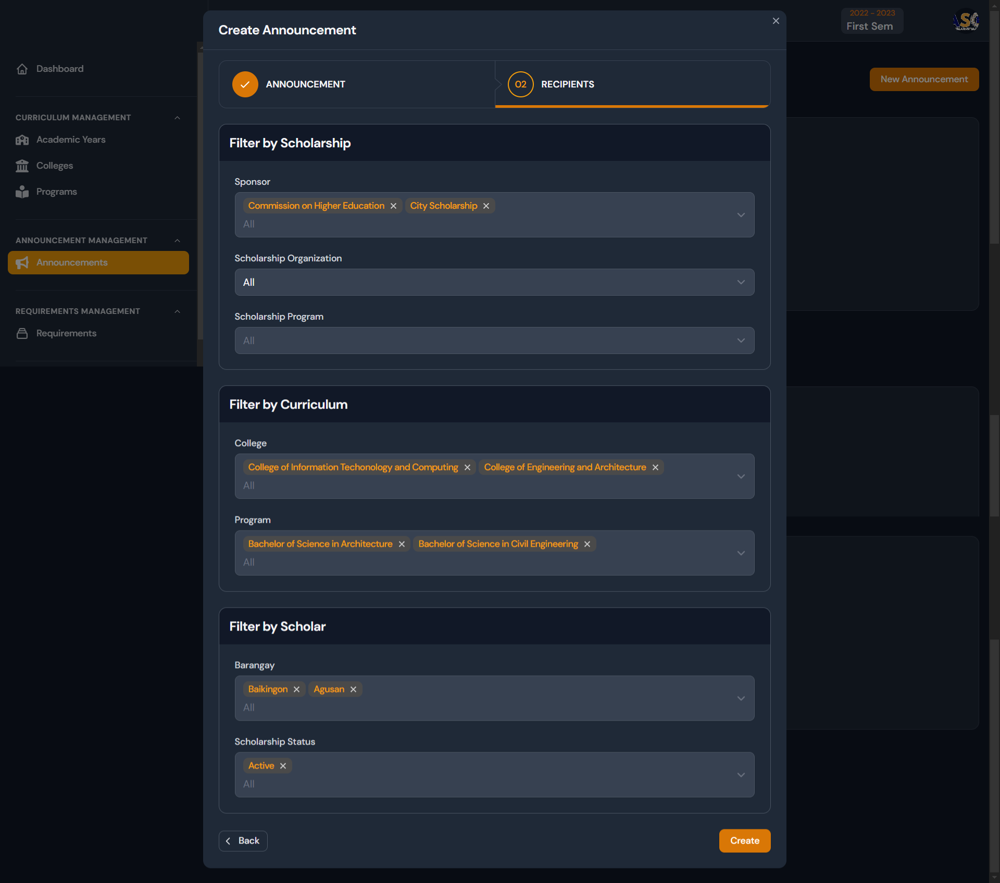 2022 - 2023
First Sem
Dashboard
CURRICULUM MANAGEMENT
Academic Years
Colleges
Programs
ANNOUNCEMENT MANAGEMENT
Announcements
REQUIREMENTS MANAGEMENT
Requirements
New Announcement
Create Announcement
ANNOUNCEMENT
02 RECIPIENTS
Filter by Scholarship
Sponsor
Commission on Higher Education City Scholarship
All
Scholarship Organization
All
Scholarship Program
All
Filter by Curriculum
College
College of Information Techonology and Computing College of Engineering and Architecture
All
Program
Bachelor of Science in Architecture Bachelor of Science in Civil Engineering
All
Filter by Scholar
Barangay
Baikingon Agusan
All
Scholarship Status
Active
All
Back
Create